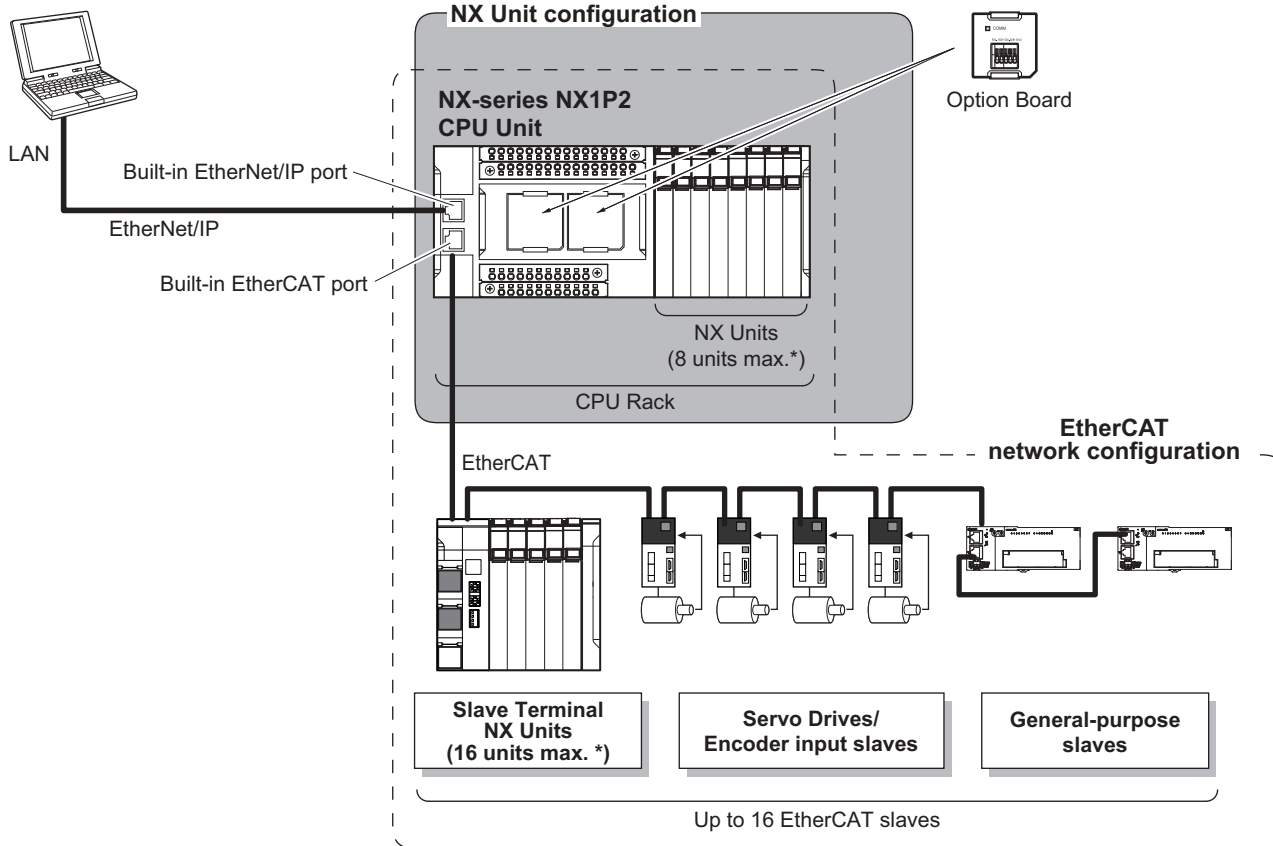 NX Unit configuration
Option Board
NX-series NX1P2
CPU Unit
LAN
Built-in EtherNet/IP port
EtherNet/IP
Built-in EtherCAT port
NX Units
(8 units max.*)
CPU Rack
EtherCAT
network configuration
EtherCAT
Slave Terminal
NX Units
(16 units max. *)
Servo Drives/
Encoder input slaves
General-purpose
slaves
Up to 16 EtherCAT slaves
COMM